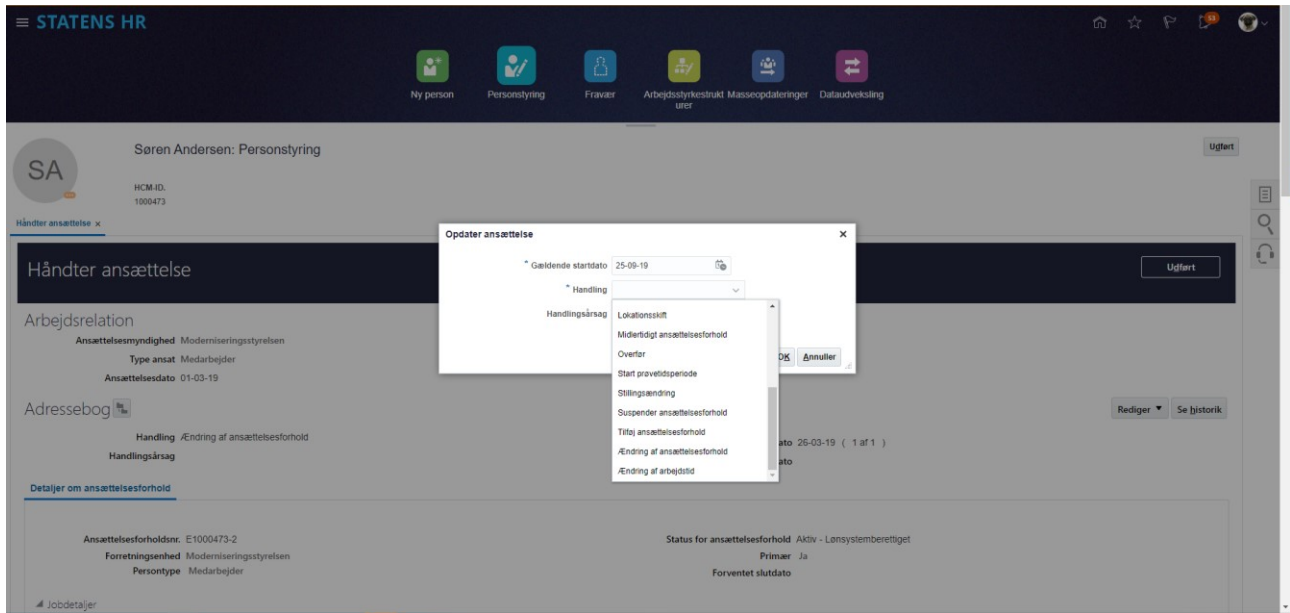 STATENS HR
53
Ny person
Personstyring
Fravær
Arbejdsstyrkestrukt
urer
Masseopdateringer
Dataudveksling
SA
Søren Andersen: Personstyring
Udført
HCM-ID.
1000473
Håndter ansættelse x
Håndter ansættelse
Udført
Arbejdsrelation
Ansættelsesmyndighed Moderniseringsstyrelsen
Type ansat Medarbejder
Ansættelsesdato 01-03-19
Adressebog
Rediger Se historik
Handling Ændring af ansættelsesforhold
ato 26-03-19 ( 1 af 1 )
Handlingsårsag
ato
Detaljer om ansættelsesforhold
Ansættelsesforholdsnr. E1000473-2
Status for ansættelsesforhold Aktiv - Lønsystemberettiget
Forretningsenhed Moderniseringsstyrelsen
Primær Ja
Persontype Medarbejder
Forventet slutdato
Jobdetaljer
Opdater ansættelse
* Gældende startdato 25-09-19
* Handling
Handlingsårsag
Lokationsskift
Midlertidigt ansættelsesforhold
Overfør
Start prøvetidsperiode
Stillingsændring
Suspender ansættelsesforhold
Tilføj ansættelsesforhold
Ændring af ansættelsesforhold
Ændring af arbejdstid
OK Annuller